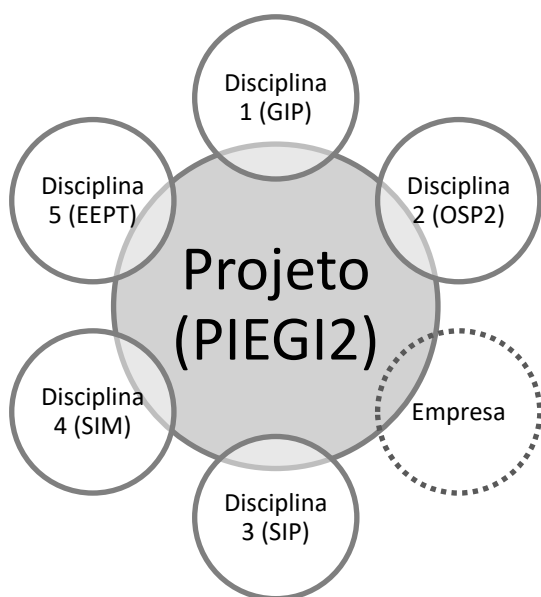 Disciplina
1 (GIP)
Disciplina
5 (EEPT)
Disciplina
2 (OSP2)
Projeto
(PIEGI2)
Disciplina
4 (SIM)
Empresa
Disciplina
3 (SIP)